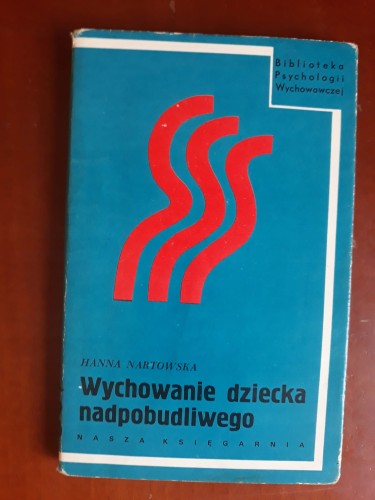 Biblioteka
Psychologii
Wychowawczej
HANNA NARTOWSKA
Wychowanie dziecka
nadpobudliwego
NASZA KSIĘGARNIA